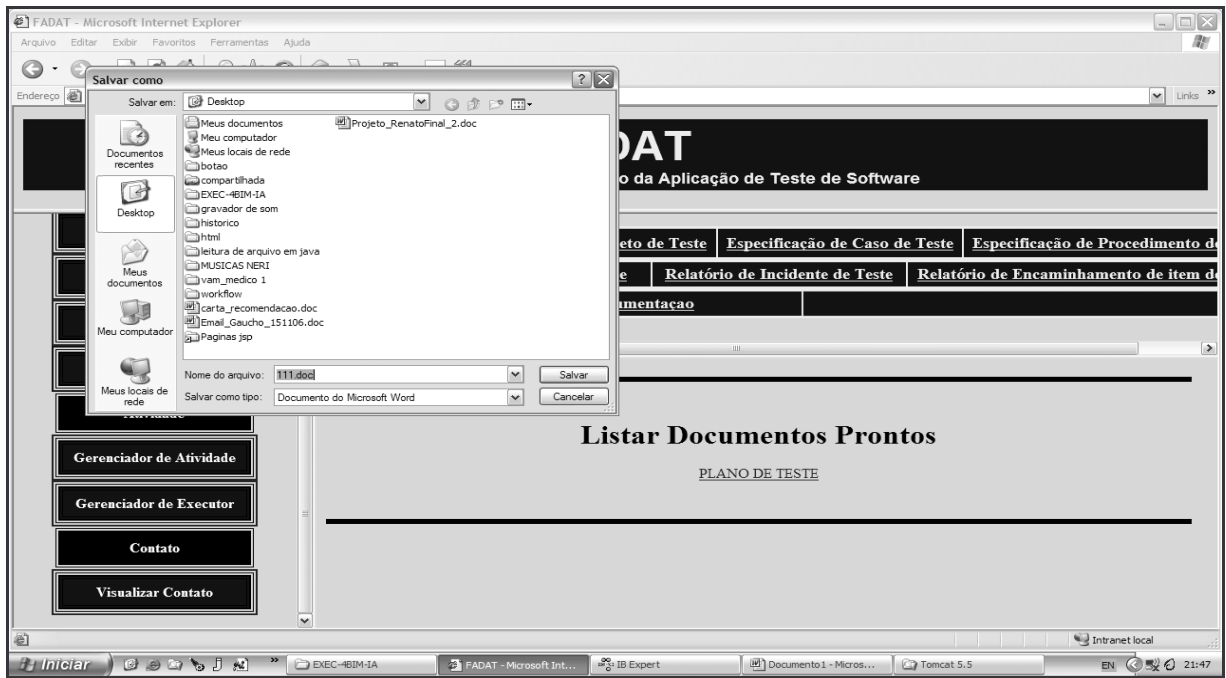 FADAT - Microsoft Internet Explorer
Arquivo Editar Exibir Favoritos Ferramentas Ajuda
Endereço
Links »
Salvar como
Salvar em: Desktop
Documentos recentes
Desktop
Meus documentos
Meu computador
Meus locais de rede
Meus documentos
Meu computador
Meus locais de rede
botao
compartilhada
EXEC-4BIM-IA
gravador de som
historico
html
leitura de arquivo em java
MUSICAS NERI
vam_medico 1
workflow
carta_recomendacao.doc
Email_Gaucho_151106.doc
Paginas jsp
Projeto_RenatoFinal_2.doc
Nome do arquivo: 111.doc Salvar
Salvar como tipo: Documento do Microsoft Word Cancelar
DAT
o da Aplicação de Teste de Software
eto de Teste Especificação de Caso de Teste Especificação de Procedimento d
e Relatório de Incidente de Teste Relatório de Encaminhamento de item d
umentaçao
Gerenciador de Atividade
Gerenciador de Executor
Contato
Visualizar Contato
Listar Documentos Prontos
PLANO DE TESTE
Intranet local
Iniciar » EXEC-4BIM-IA FADAT - Microsoft Int... IB Expert Documento1 - Micros... Tomcat 5.5 EN 21:47